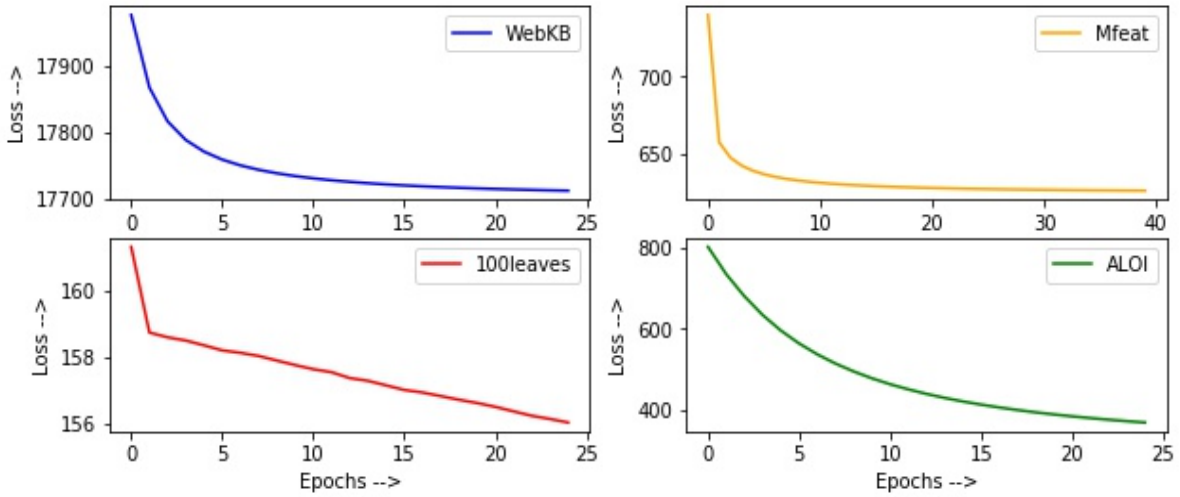 WebKB
Loss -->
17900
17800
17700
0 5 10 15 20 25
Mfeat
Loss -->
700
650
0 10 20 30 40
100leaves
Loss -->
160
158
156
0 5 10 15 20 25
Epochs -->
ALOI
Loss -->
800
600
400
0 5 10 15 20 25
Epochs -->